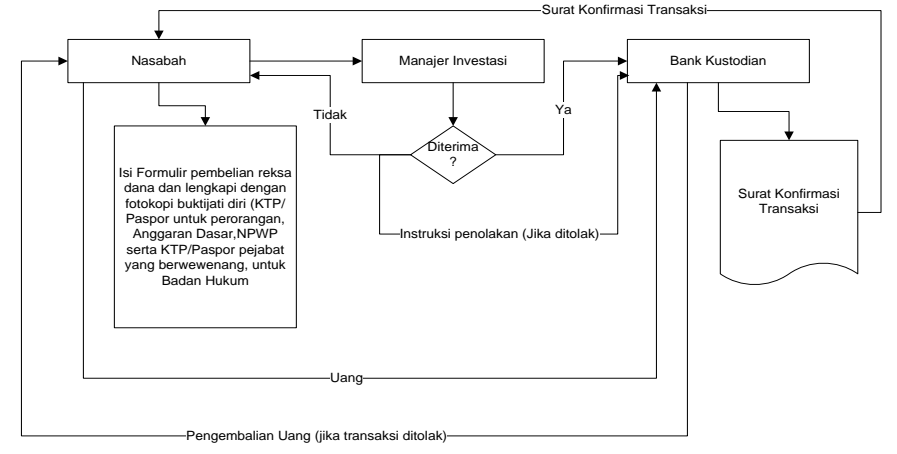 Surat Konfirmasi Transaksi
Nasabah
Manajer Investasi
Bank Kustodian
Tidak
Ya
Diterima
?
Isi Formulir pembelian reksa
dana dan lengkapi dengan
fotokopi buktijati diri (KTP/
Paspor untuk perorangan,
Anggaran Dasar,NPWP
serta KTP/Paspor pejabat
yang berwewenang, untuk
Badan Hukum
Surat Konfirmasi
Transaksi
Instruksi penolakan (Jika ditolak)
Uang
Pengembalian Uang (jika transaksi ditolak)